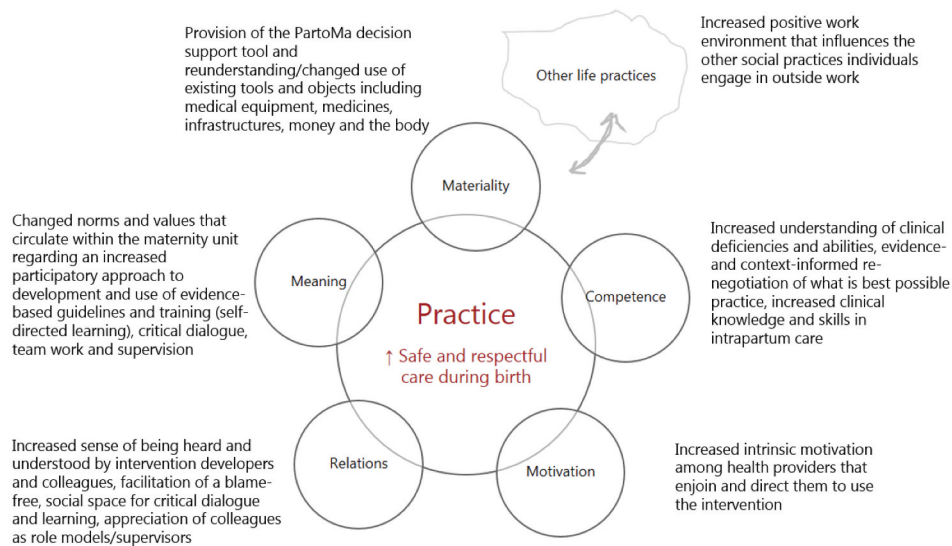 Provision of the PartoMa decision
support tool and
reunderstanding/changed use of
existing tools and objects including
medical equipment, medicines,
infrastructures, money and the body
Other life practices
Increased positive work
environment that influences the
other social practices individuals
engage in outside work
Materiality
Changed norms and values that
circulate within the maternity unit
regarding an increased
participatory approach to
development and use of evidence-
based guidelines and training (self-
directed learning), critical dialogue,
team work and supervision
Meaning
Competence
Increased understanding of clinical
deficiencies and abilities, evidence-
and context-informed re-
negotiation of what is best possible
practice, increased clinical
knowledge and skills in
intrapartum care
Practice
↑ Safe and respectful
care during birth
Increased sense of being heard and
understood by intervention developers
and colleagues, facilitation of a blame-
free, social space for critical dialogue
and learning, appreciation of colleagues
as role models/supervisors
Relations
Motivation
Increased intrinsic motivation
among health providers that
enjoin and direct them to use
the intervention